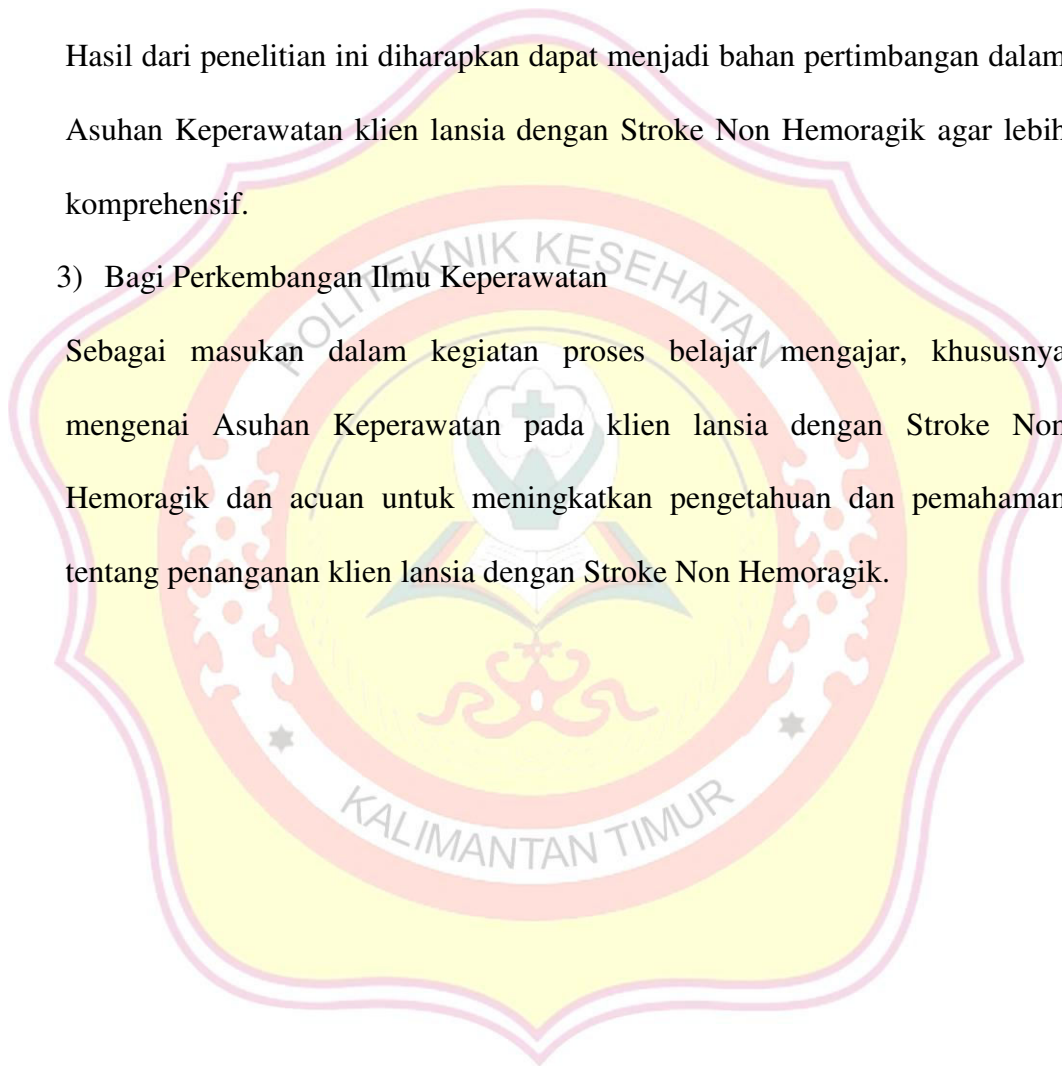 Hasil dari penelitian ini diharapkan dapat menjadi bahan pertimbangan dalam
Asuhan Keperawatan klien lansia dengan Stroke Non Hemoragik agar lebih
komprehensif.
3) Bagi Perkembangan Ilmu Keperawatan
Sebagai masukan dalam kegiatan proses belajar mengajar, khususnya
mengenai Asuhan Keperawatan pada klien lansia dengan Stroke Non
Hemoragik dan acuan untuk meningkatkan pengetahuan dan pemahaman
tentang penanganan klien lansia dengan Stroke Non Hemoragik.
POLITEKNIK KESEHATAN
KALIMANTAN TIMUR